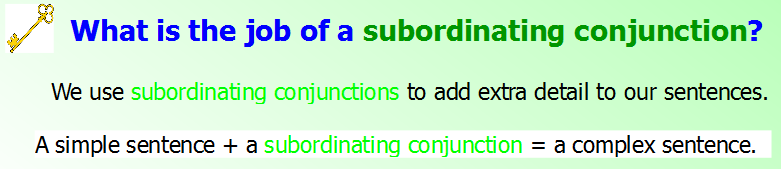 What is the job of a subordinating conjunction?
We use subordinating conjunctions to add extra detail to our sentences.
A simple sentence + a subordinating conjunction = a complex sentence.